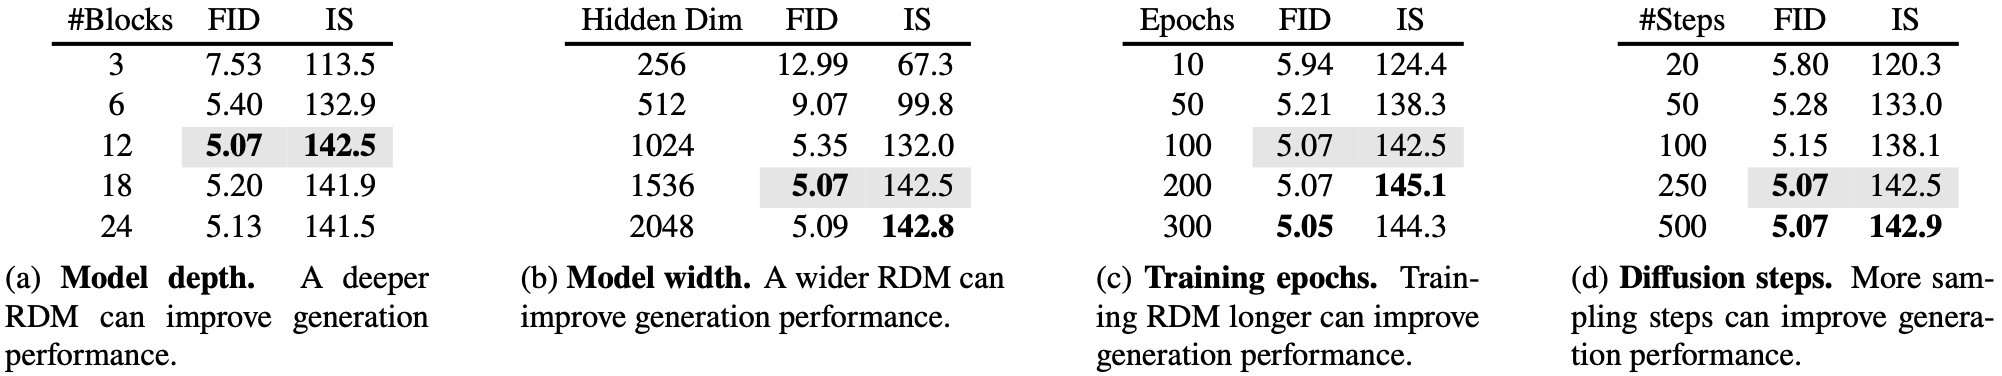 #Blocks FID IS
3 7.53 113.5
6 5.40 132.9
12 5.07 142.5
18 5.20 141.9
24 5.13 141.5
(a) Model depth. A deeper
RDM can improve generation
performance.
Hidden Dim FID IS
256 12.99 67.3
512 9.07 99.8
1024 5.35 132.0
1536 5.07 142.5
2048 5.09 142.8
(b) Model width. A wider RDM can
improve generation performance.
Epochs FID IS
10 5.94 124.4
50 5.21 138.3
100 5.07 142.5
200 5.07 145.1
300 5.05 144.3
(c) Training epochs. Train-
ing RDM longer can improve
generation performance.
#Steps FID IS
20 5.80 120.3
50 5.28 133.0
100 5.15 138.1
250 5.07 142.5
500 5.07 142.9
(d) Diffusion steps. More sam-
pling steps can improve genera-
tion performance.